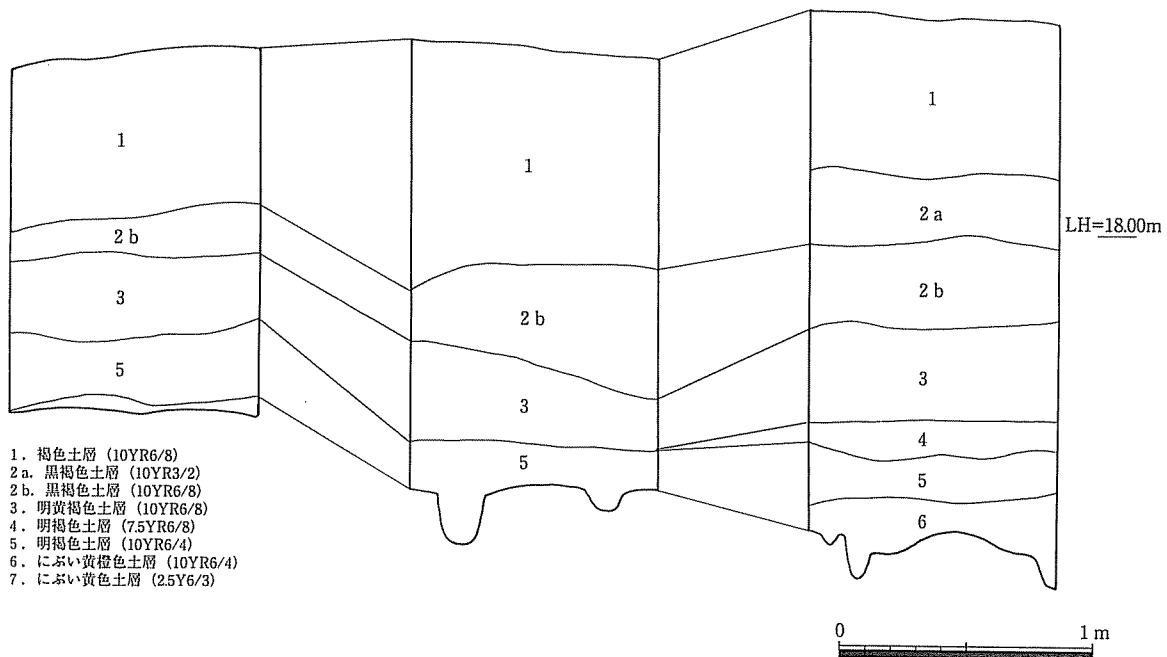 1
2 b
3
5
1
2 b
3
5
1
2 a
2 b
3
4
5
6
LH=18.00m
1. 褐色土層 (10YR6/8)
2 a. 黒褐色土層 (10YR3/2)
2 b. 黒褐色土層 (10YR6/8)
3. 明黄褐色土層 (10YR6/8)
4. 明褐色土層 (7.5YR6/8)
5. 明褐色土層 (10YR6/4)
6. にぶい黄橙色土層 (10YR6/4)
7. にぶい黄色土層 (2.5Y6/3)
0 1 m